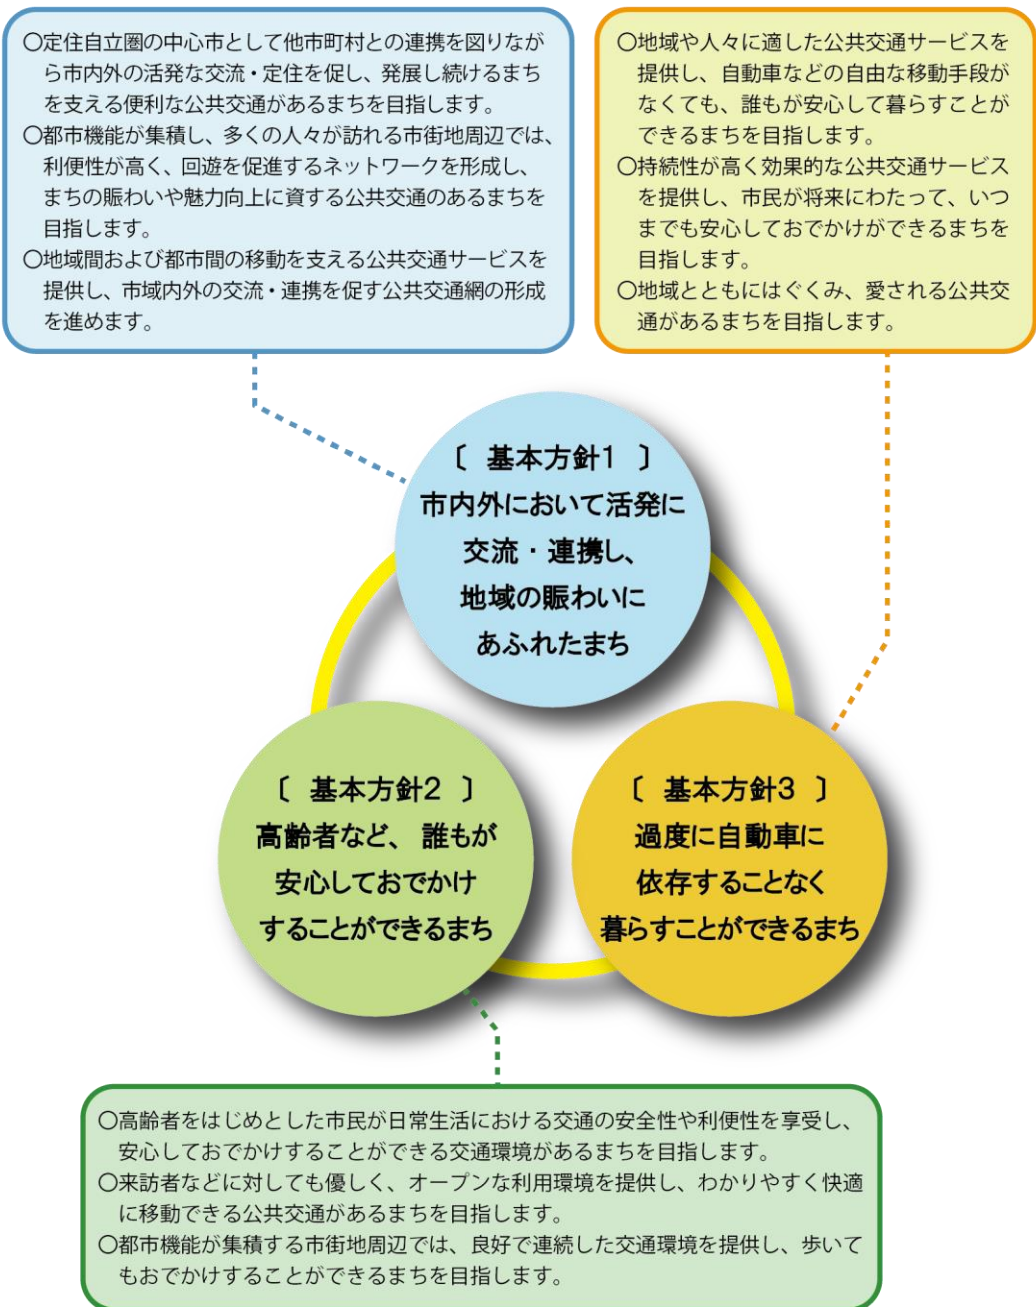 〇定住自立圏の中心市として他市町村との連携を図りなが
ら市内外の活発な交流・定住を促し、発展し続けるまち
を支える便利な公共交通があるまちを目指します。
〇都市機能が集積し、多くの人々が訪れる市街地周辺では、
利便性が高く、回遊を促進するネットワークを形成し、
まちの賑わいや魅力向上に資する公共交通のあるまちを
目指します。
〇地域間および都市間の移動を支える公共交通サービスを
提供し、市域内外の交流・連携を促す公共交通網の形成
を進めます。
〇地域や人々に適した公共交通サービスを
提供し、自動車などの自由な移動手段が
なくても、誰もが安心して暮らすことが
できるまちを目指します。
〇持続性が高く効果的な公共交通サービス
を提供し、市民が将来にわたって、いつ
までも安心しておでかけができるまちを
目指します。
〇地域とともにはぐくみ、愛される公共交
通があるまちを目指します。
〔 基本方針1 〕
市内外において活発に
交流・連携し、
地域の賑わいに
あふれたまち
〔 基本方針2 〕
高齢者など、誰もが
安心しておでかけ
することができるまち
〔 基本方針3 〕
過度に自動車に
依存することなく
暮らすことができるまち
〇高齢者をはじめとした市民が日常生活における交通の安全性や利便性を享受し、
安心しておでかけすることができる交通環境があるまちを目指します。
〇来訪者などに対しても優しく、オープンな利用環境を提供し、わかりやすく快適
に移動できる公共交通があるまちを目指します。
〇都市機能が集積する市街地周辺では、良好で連続した交通環境を提供し、歩いて
もおでかけすることができるまちを目指します。